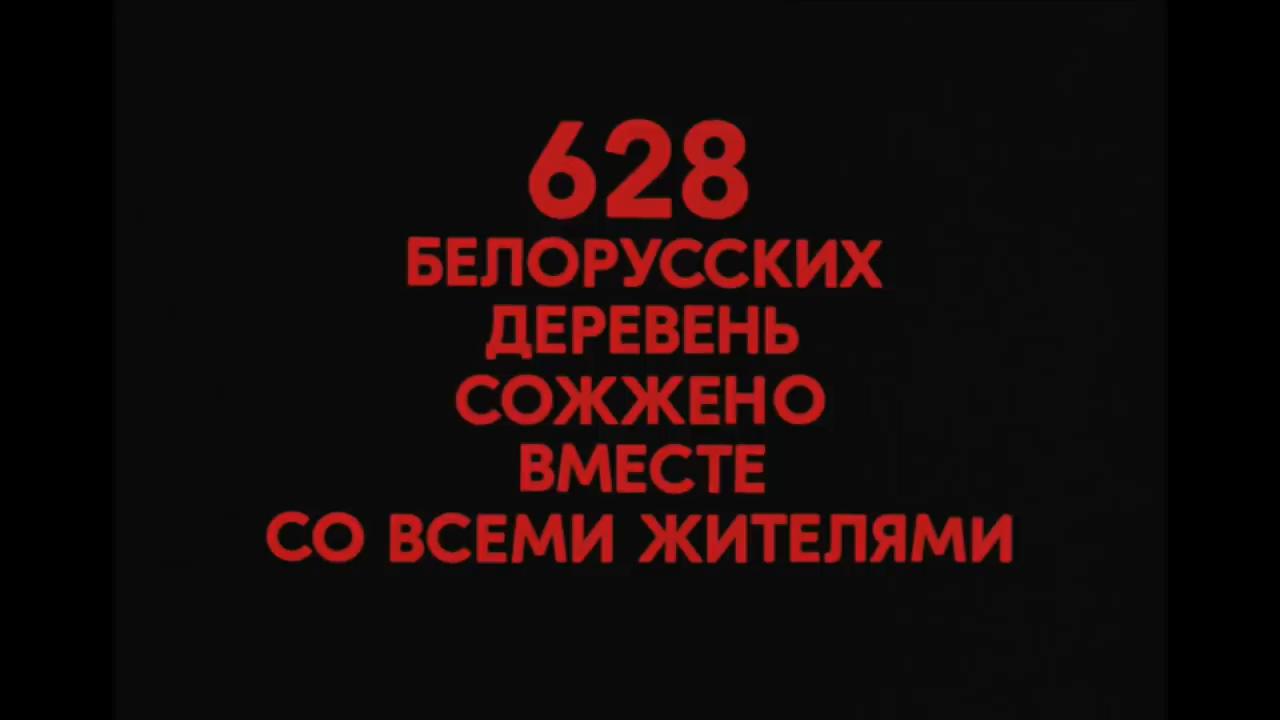 628
БЕЛОРУССКИХ
ДЕРЕВЕНЬ
СОЖЖЕНО
ВМЕСТЕ
СО ВСЕМИ ЖИТЕЛЯМИ